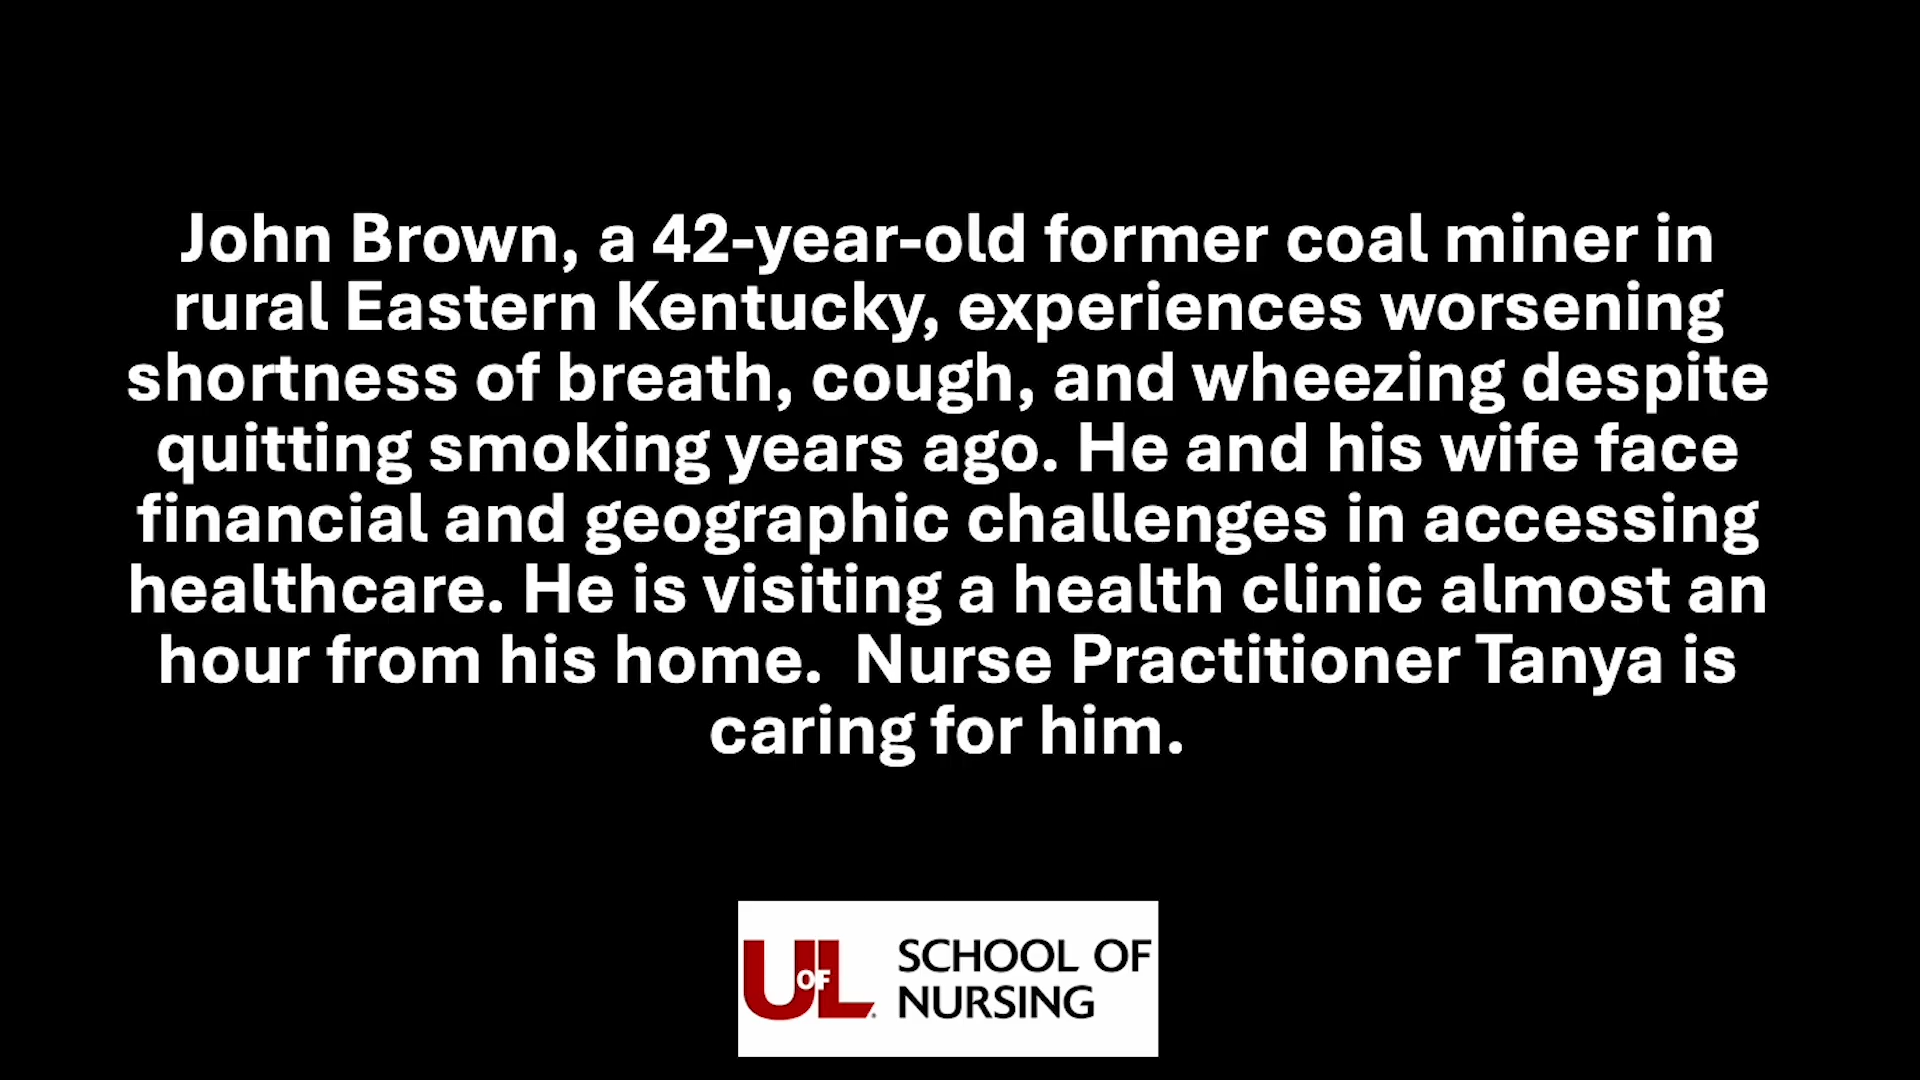 John Brown, a 42-year-old former coal miner in
rural Eastern Kentucky, experiences worsening
shortness of breath, cough, and wheezing despite
quitting smoking years ago. He and his wife face
financial and geographic challenges in accessing
healthcare. He is visiting a health clinic almost an
hour from his home.  Nurse Practitioner Tanya is
caring for him.
U OF L
SCHOOL OF
NURSING